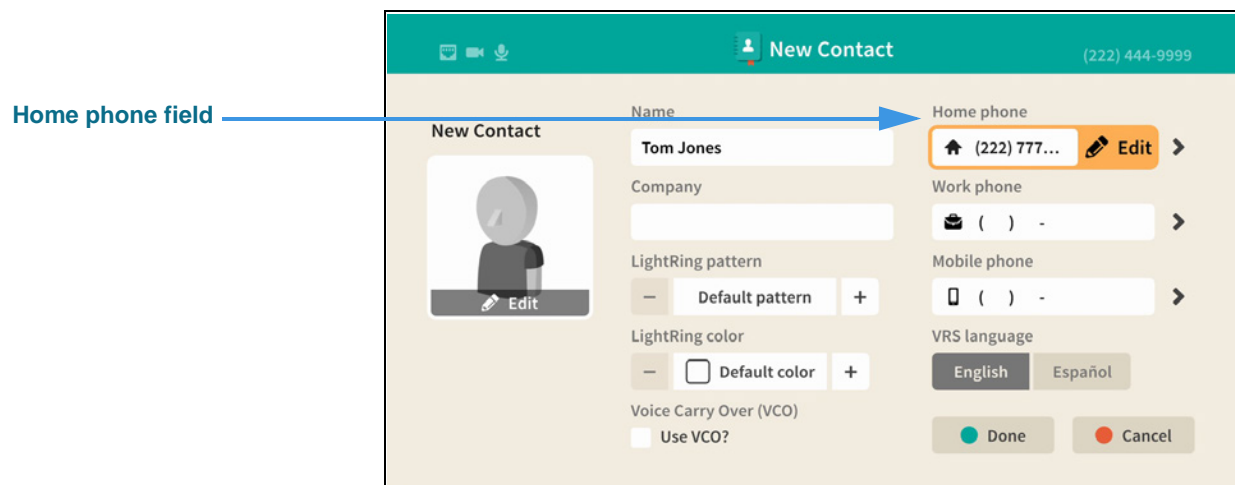 New Contact
(222) 444-9999
Home phone field
New Contact
Edit
Name
Tom Jones
Company
LightRing pattern
− Default pattern +
LightRing color
− Default color +
Voice Carry Over (VCO)
Use VCO?
Home phone
(222) 777... Edit
Work phone
( ) -
Mobile phone
( ) -
VRS language
English Español
Done Cancel